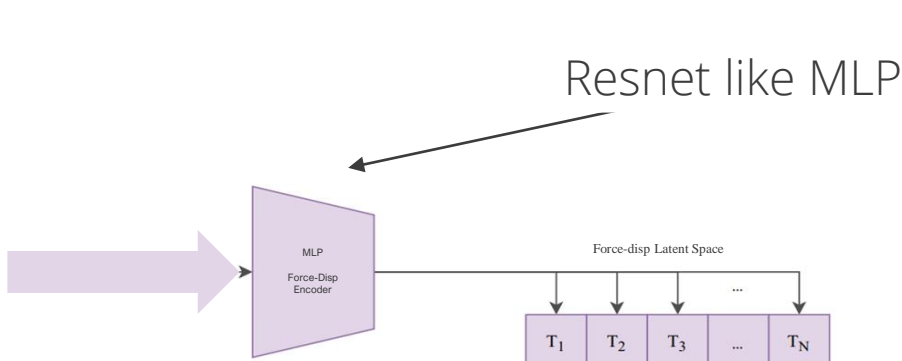 Resnet like MLP
MLP
Force-Disp
Encoder
Force-disp Latent Space
...
T1 T2 T3 ... TN